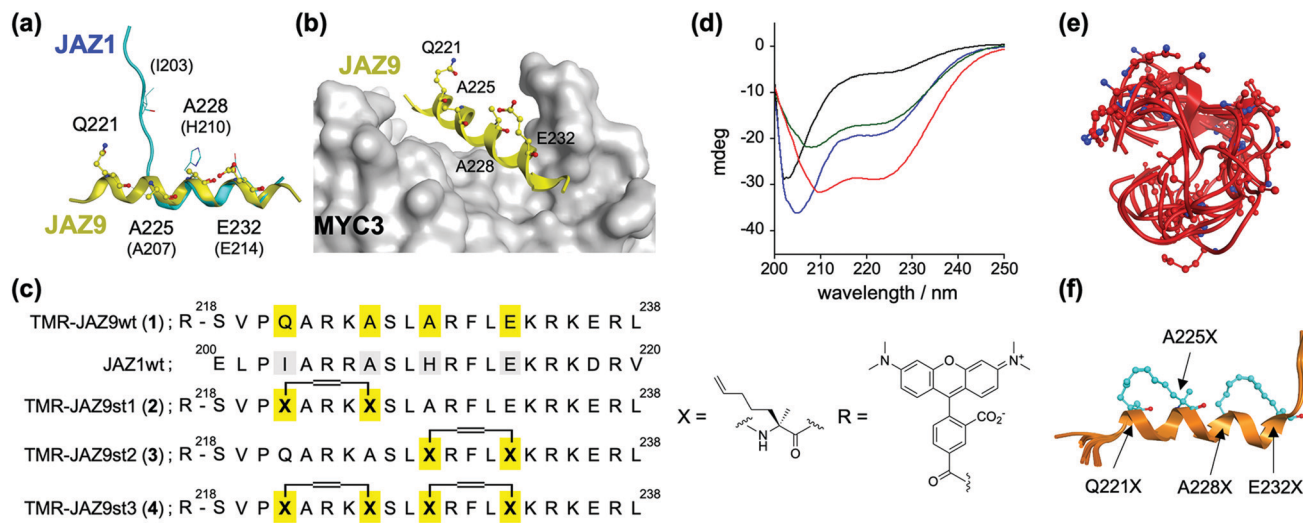 (a)
JAZ1
(I203)
A228
(H210)
Q221
JAZ9
A225
(A207)
E232
(E214)
(b)
Q221
JAZ9
A225
E232
A228
MYC3
(c)
218 238
TMR-JAZ9wt (1) ; R - S V P Q A R K A S L A R F L E K R K E R L
200 220
JAZ1wt; E L P I A R R A S L H R F L E K R K D R V
218 238
TMR-JAZ9st1 (2) ; R - S V P X A R K X S L A R F L E K R K E R L
218 238
TMR-JAZ9st2 (3) ; R - S V P Q A R K A S L X R F L X K R K E R L
218 238
TMR-JAZ9st3 (4) ; R - S V P X A R K X S L X R F L X K R K E R L
(d)
0
-10
-20
-30
-40
mdeg
200 210 220 230 240 250
wavelength / nm
X =
N
H
O
R =
N
O
N+
CO2-
O
(e)
(f)
A225X
Q221X A228X E232X